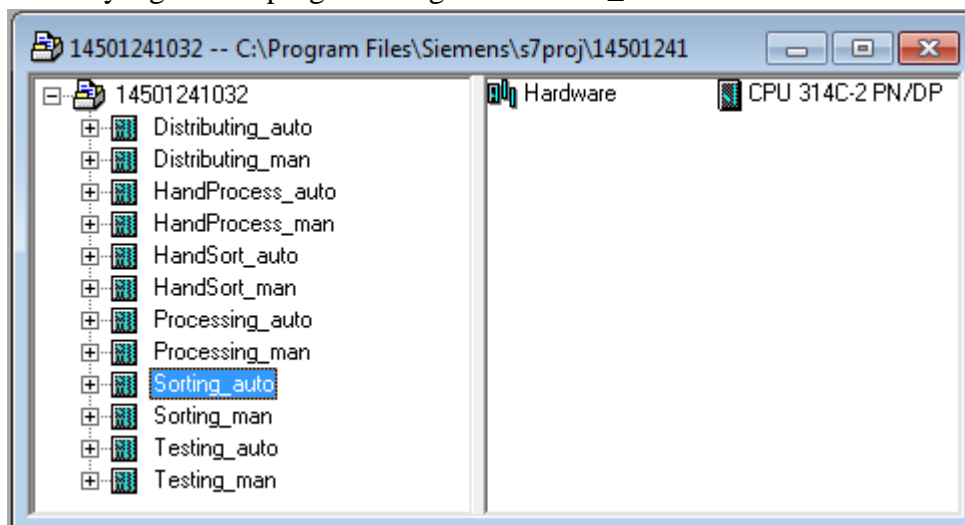 14501241032 -- C:\Program Files\Siemens\s7proj\14501241
14501241032
Distributing_auto
Distributing_man
HandProcess_auto
HandProcess_man
HandSort_auto
HandSort_man
Processing_auto
Processing_man
Sorting_auto
Sorting_man
Testing_auto
Testing_man
Hardware
CPU 314C-2 PN/DP